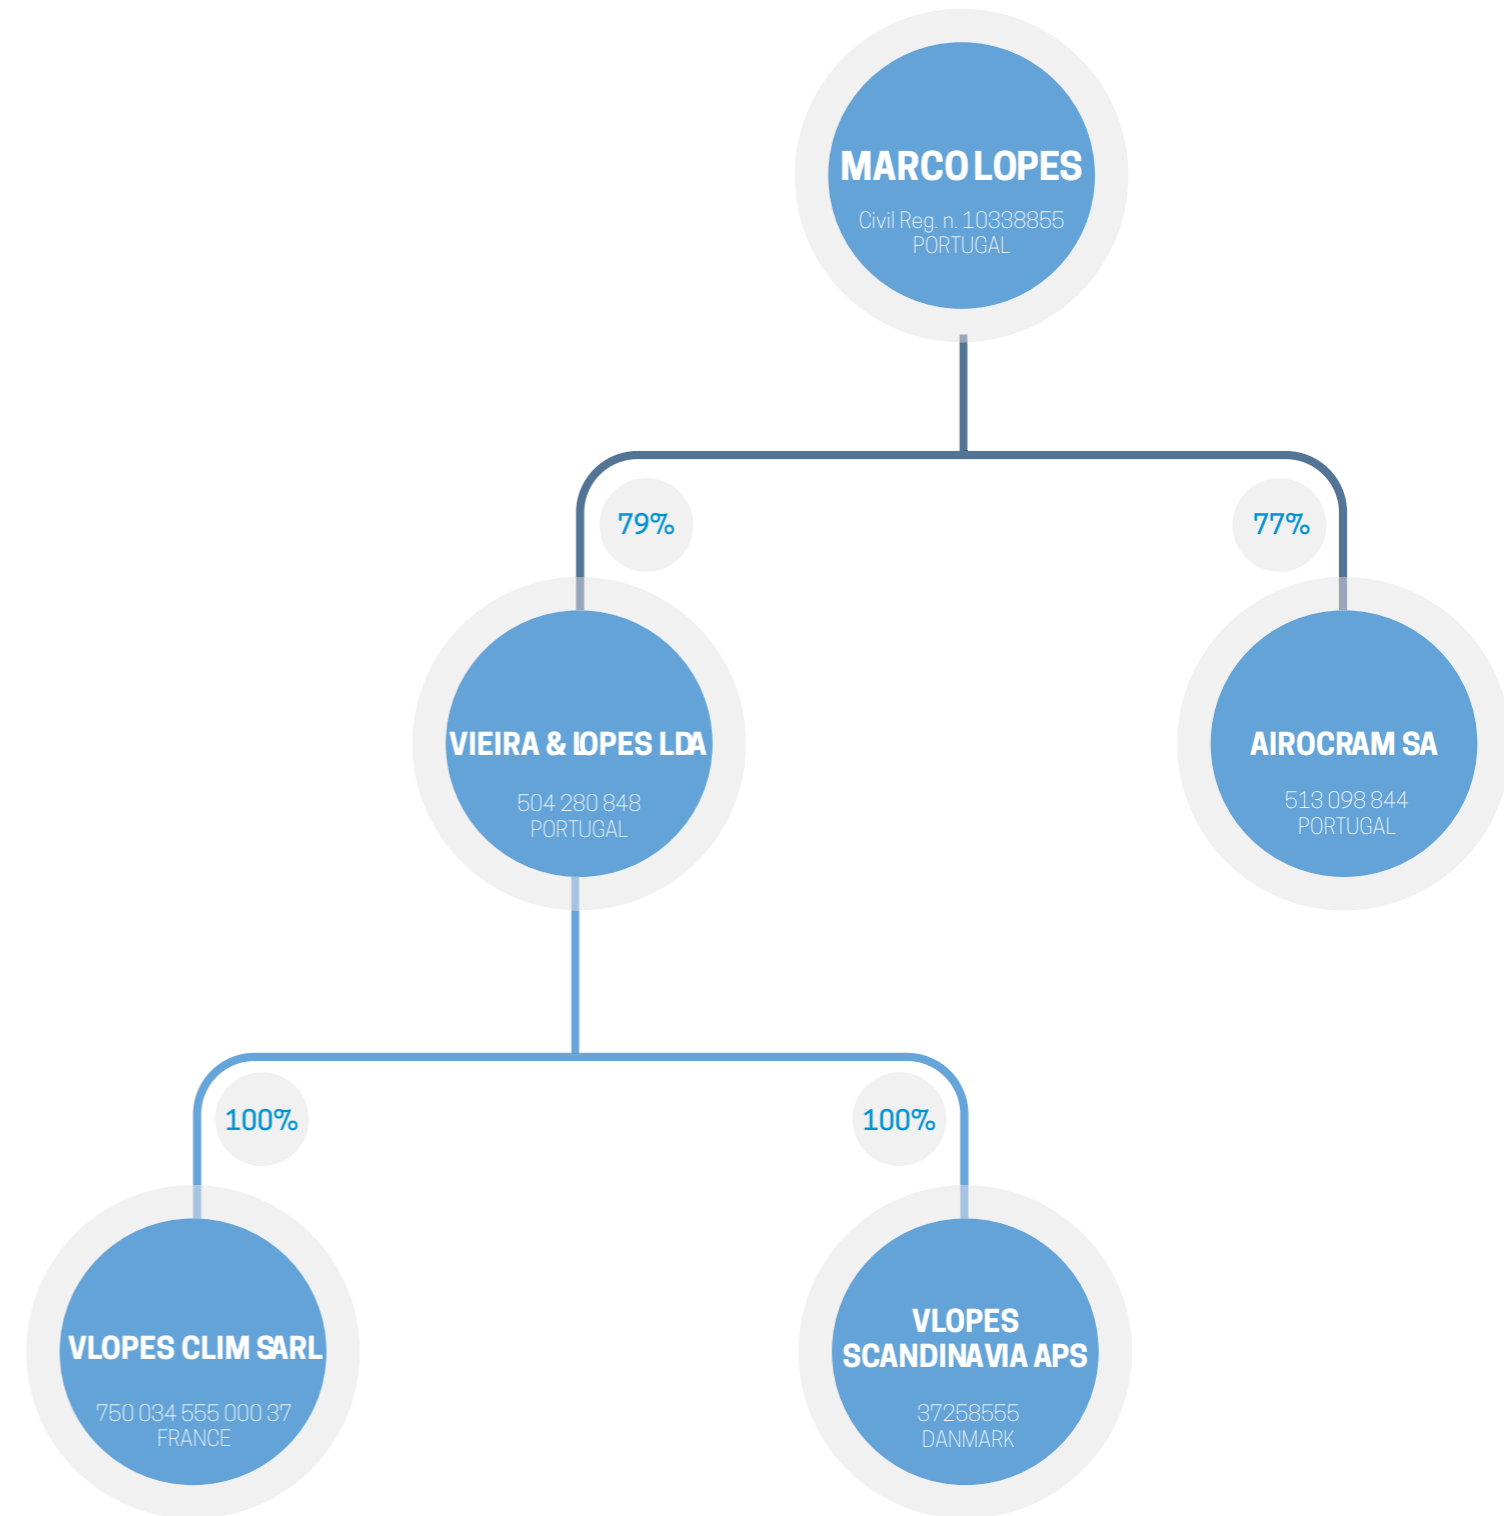 MARCO LOPES
Civil Reg. n. 10338855
PORTUGAL
79%
77%
VIEIRA & LOPES LDA
504 280 848
PORTUGAL
AIROCRAM SA
513 098 844
PORTUGAL
100%
100%
VLOPES CLIM SARL
750 034 555 000 37
FRANCE
VLOPES
SCANDINAVIA APS
37258555
DANMARK